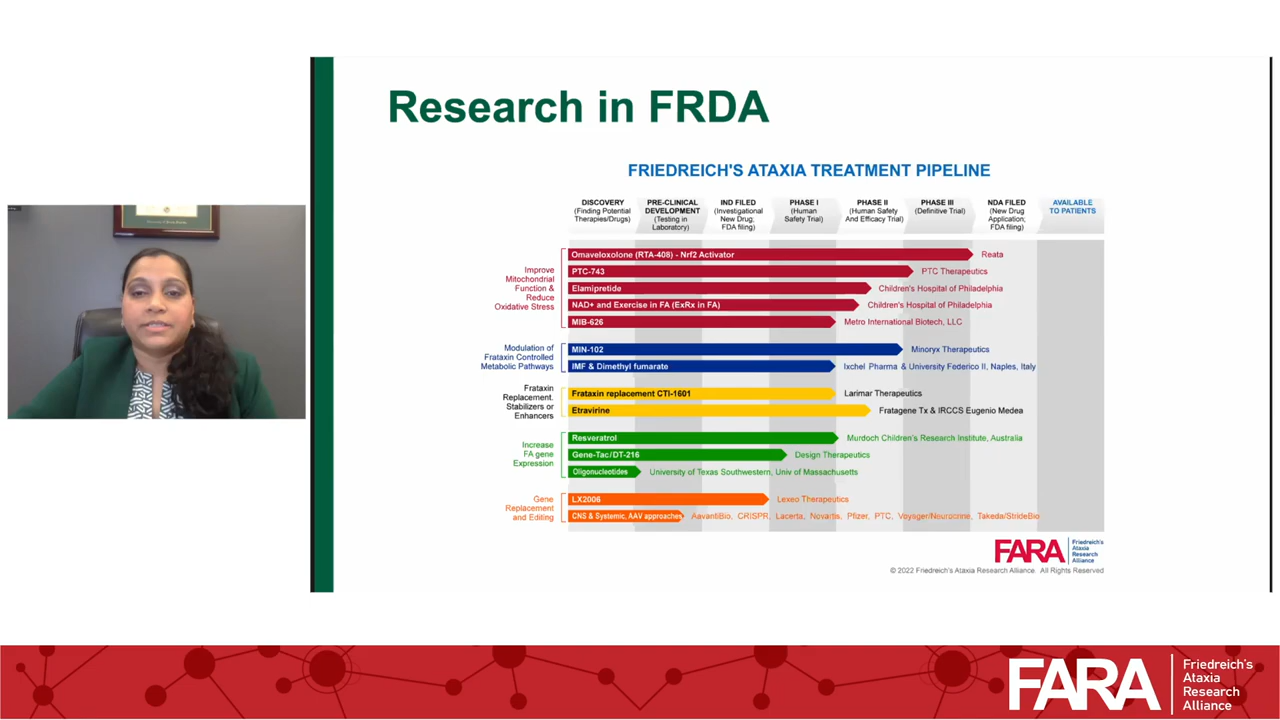 Research in FRDA
FRIEDREICH'S ATAXIA TREATMENT PIPELINE
DISCOVERY
(Finding Potential
Therapies/Drugs)
PRE-CLINICAL
DEVELOPMENT
(Testing in
Laboratory)
IND FILED
(Investigational
New Drug;
FDA filing)
PHASE I
(Human
Safety Trial)
PHASE II
(Human Safety
And Efficacy Trial)
PHASE III
(Definitive Trial)
NDA FILED
(New Drug
Application;
FDA filing)
AVAILABLE
TO PATIENTS
Improve
Mitochondrial
Function &
Reduce
Oxidative Stress
Omaveloxolone (RTA-408) - Nrf2 Activator
Reata
PTC-743
PTC Therapeutics
Elamipretide
Children's Hospital of Philadelphia
NAD+ and Exercise in FA (ExRx in FA)
Children's Hospital of Philadelphia
MIB-626
Metro International Biotech, LLC
Modulation of
Frataxin Controlled
Metabolic Pathways
MIN-102
Minoryx Therapeutics
IMF & Dimethyl fumarate
Ixchel Pharma & University Federico II, Naples, Italy
Frataxin
Replacement.
Stabilizers or
Enhancers
Frataxin replacement CTI-1601
Larimar Therapeutics
Etravirine
Fratagene Tx & IRCCS Eugenio Medea
Increase
FA gene
Expression
Resveratrol
Murdoch Children's Research Institute, Australia
Gene-Tac/DT-216
Design Therapeutics
Oligonucleotides
University of Texas Southwestern, Univ of Massachusetts
Gene
Replacement
and Editing
LX2006
Lexeo Therapeutics
CNS & Systemic, AAV approaches
AavantiBio, CRISPR, Lacerta, Novartis, Pfizer, PTC, Voyager/Neurocrine, Takeda/StrideBio
FARA
Friedreich's
Ataxia
Research
Alliance
© 2022 Friedreich's Ataxia Research Alliance All Rights Reserved
FARA
Friedreich's
Ataxia
Research
Alliance